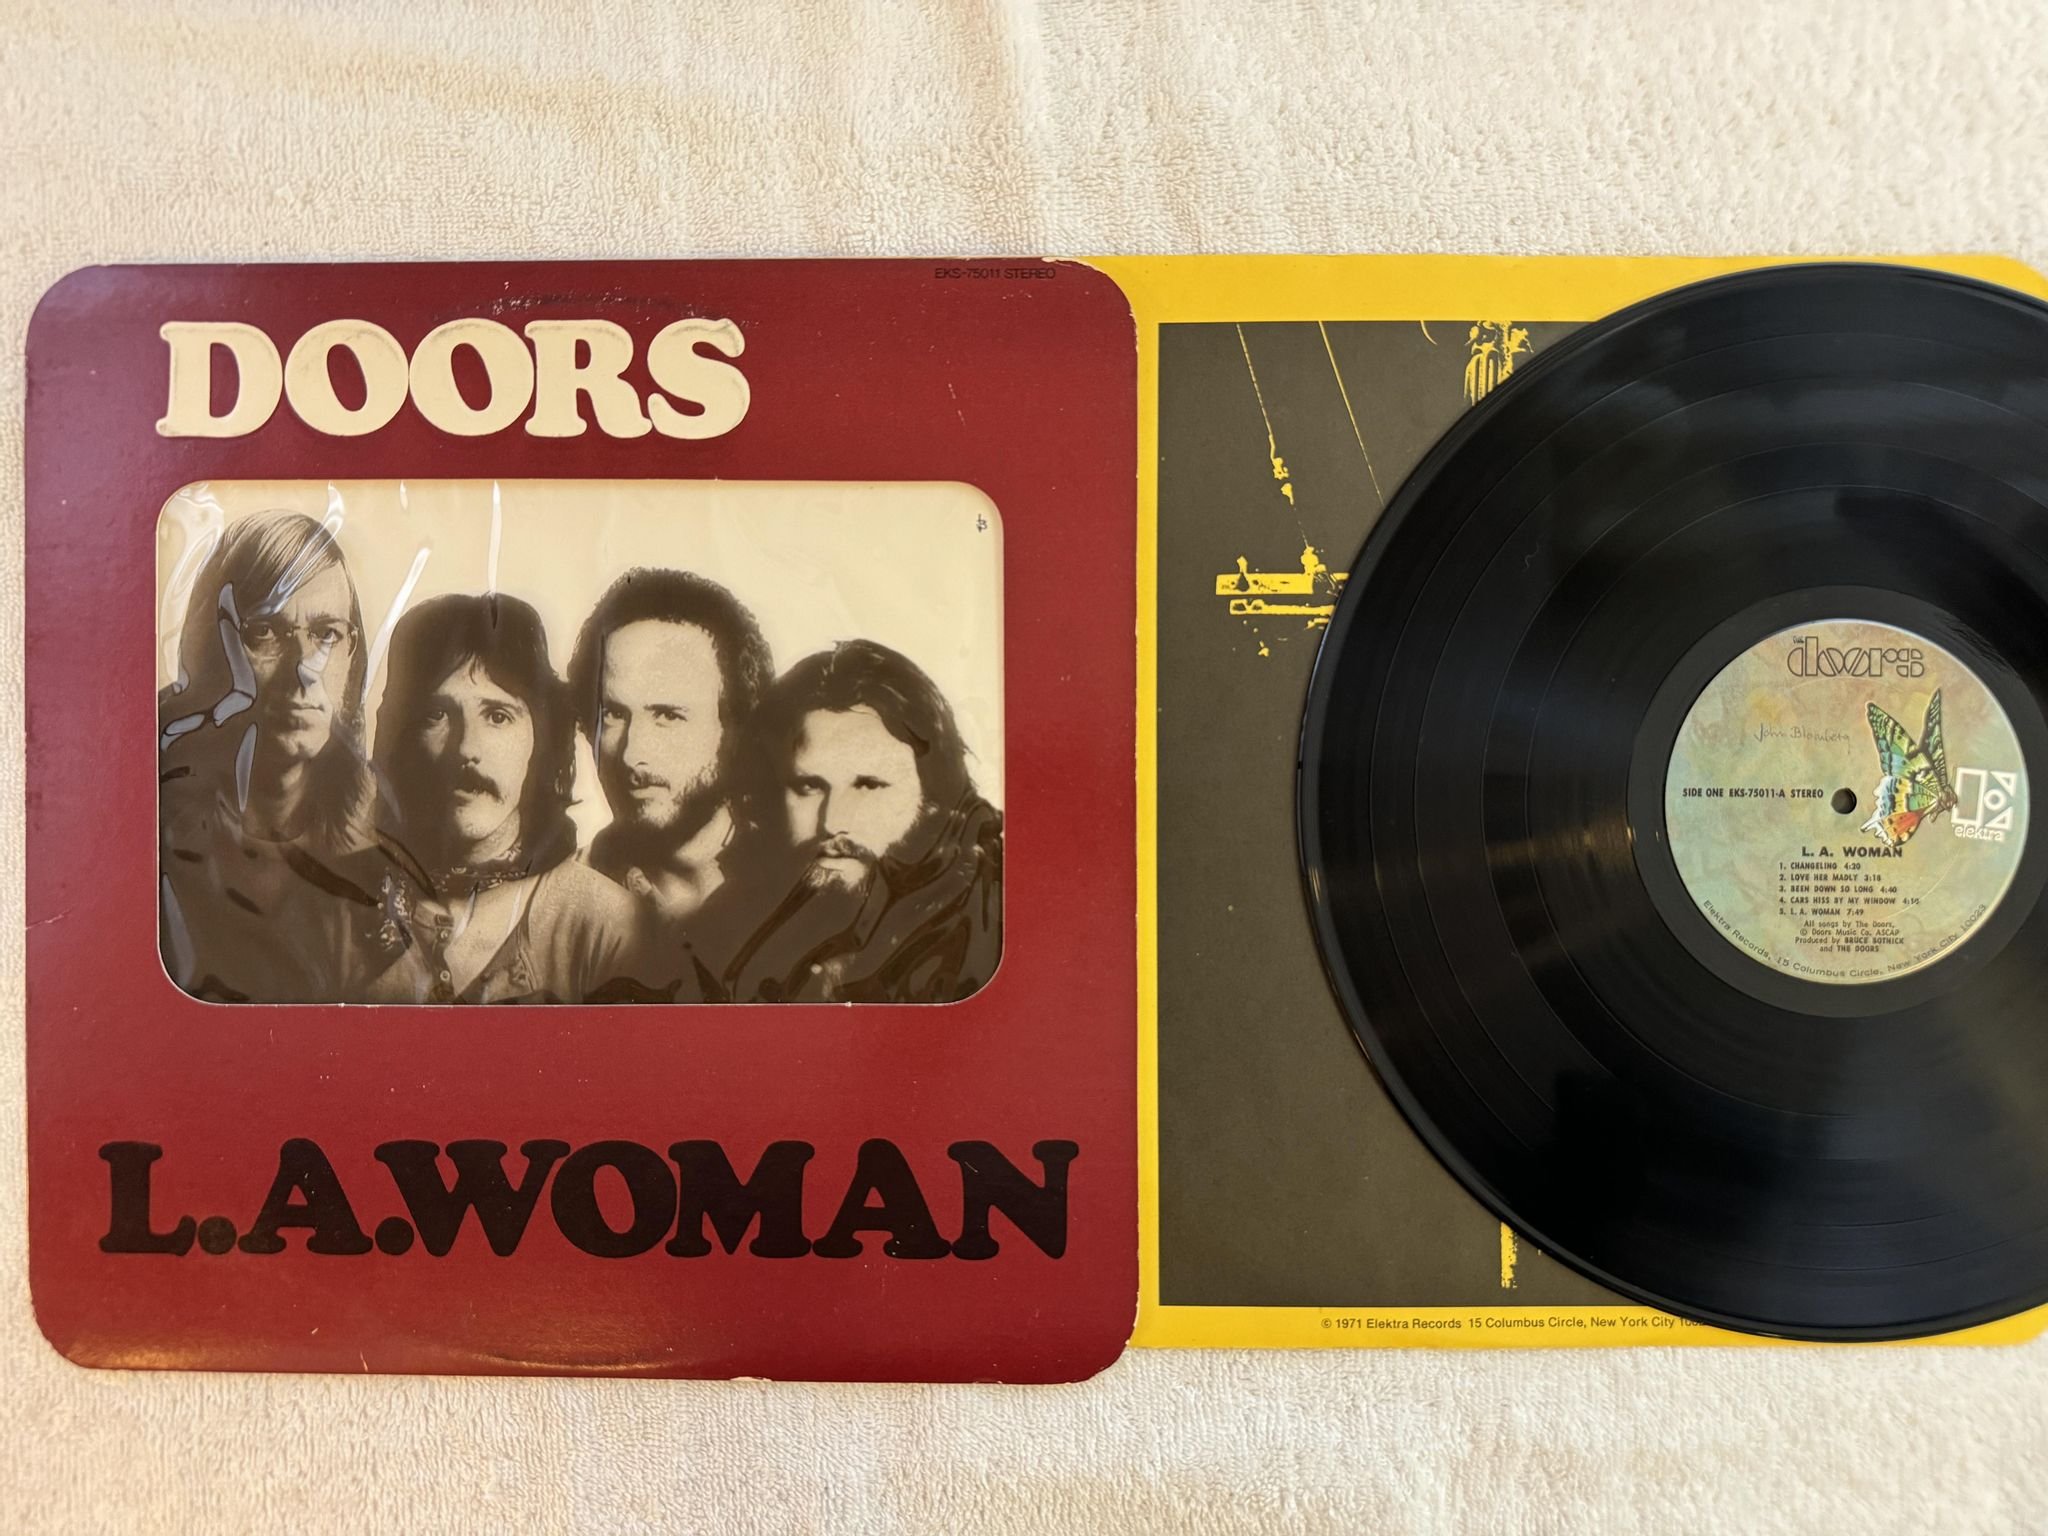 EKS-75011 STEREO
DOORS
L.A.WOMAN
the doors
John Blomberg
SIDE ONE EKS-75011-A STEREO
elektra
L. A. WOMAN
1. CHANGELING 4:20
2. LOVE HER MADLY 3:18
3. BEEN DOWN SO LONG 4:40
4. CARS HISS BY MY WINDOW 4:10
5. L. A. WOMAN 7:49
All songs by The Doors,
© Doors Music Co. ASCAP
Produced by BRUCE BOTNICK
and THE DOORS
Elektra Records, 15 Columbus Circle, New York City 10023
© 1971 Elektra Records 15 Columbus Circle, New York City